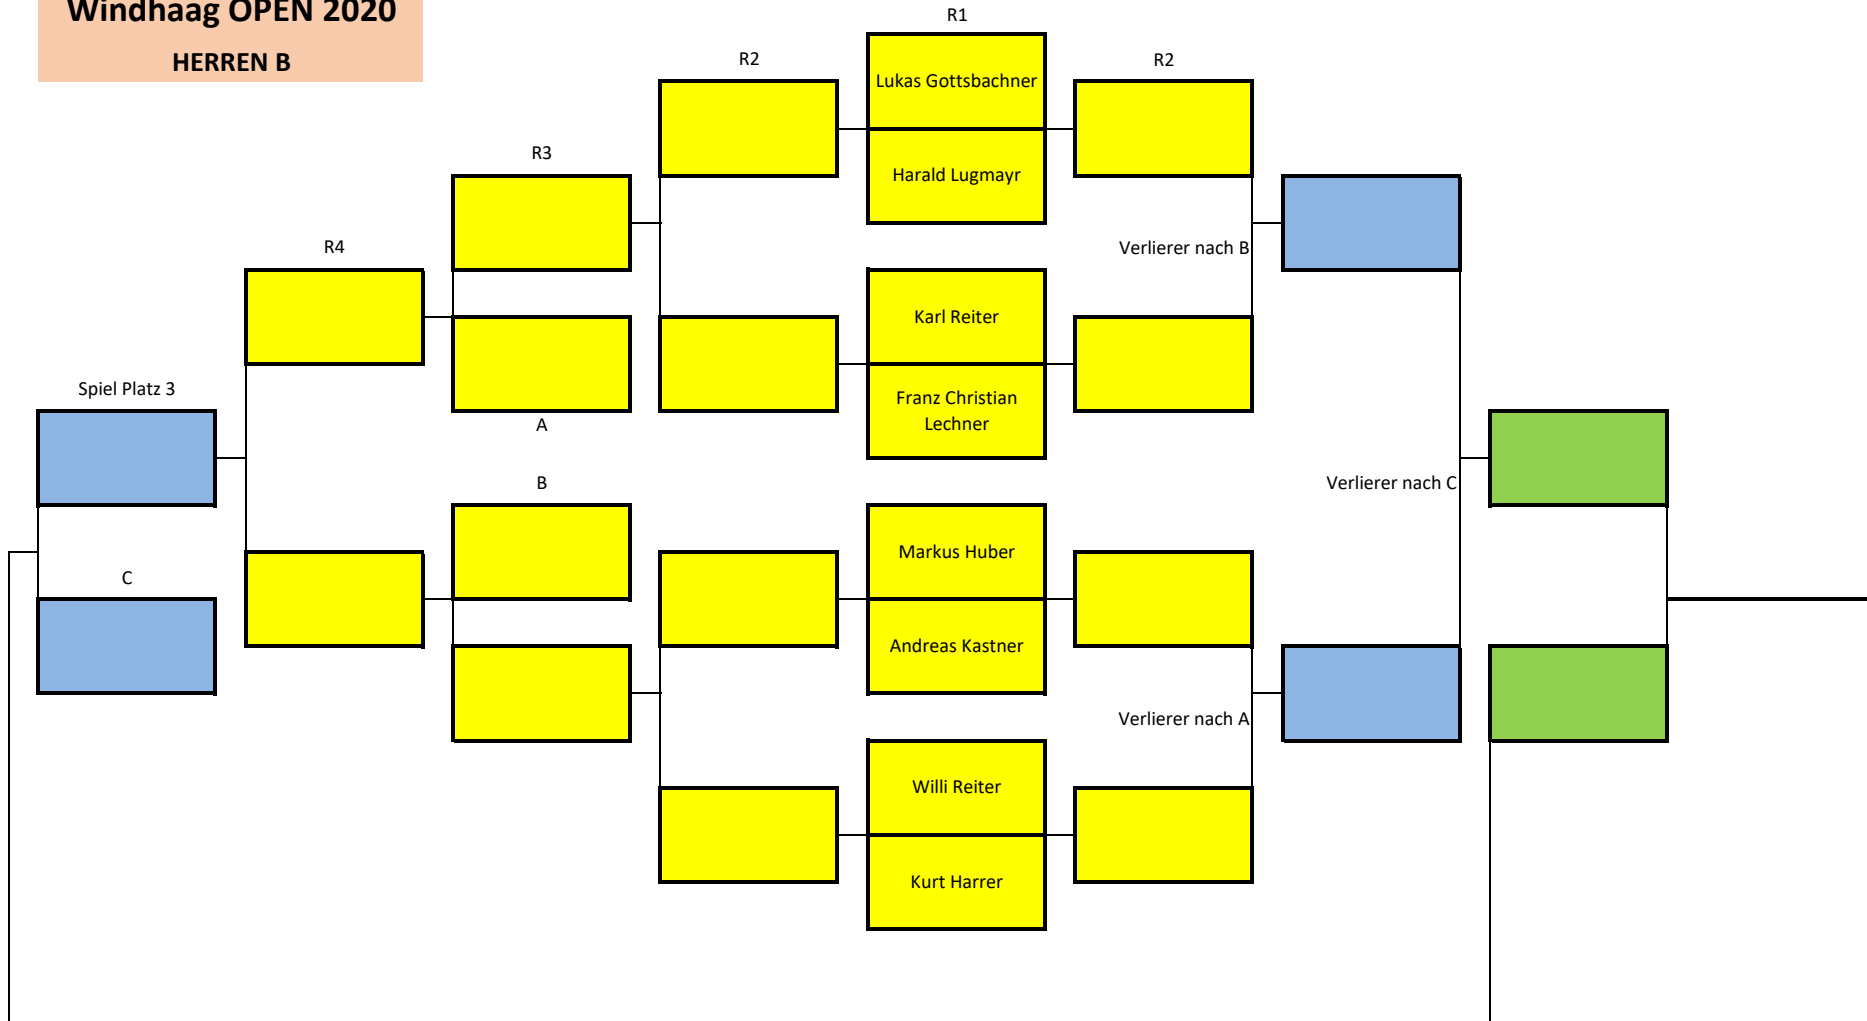 Windhaag OPEN 2020
HERREN B
R1
R2
R2
Lukas Gottsbachner
R3
Harald Lugmayr
R4
Verlierer nach B
Karl Reiter
Spiel Platz 3
Franz Christian
Lechner
A
B
Verlierer nach C
Markus Huber
C
Andreas Kastner
Verlierer nach A
Willi Reiter
Kurt Harrer